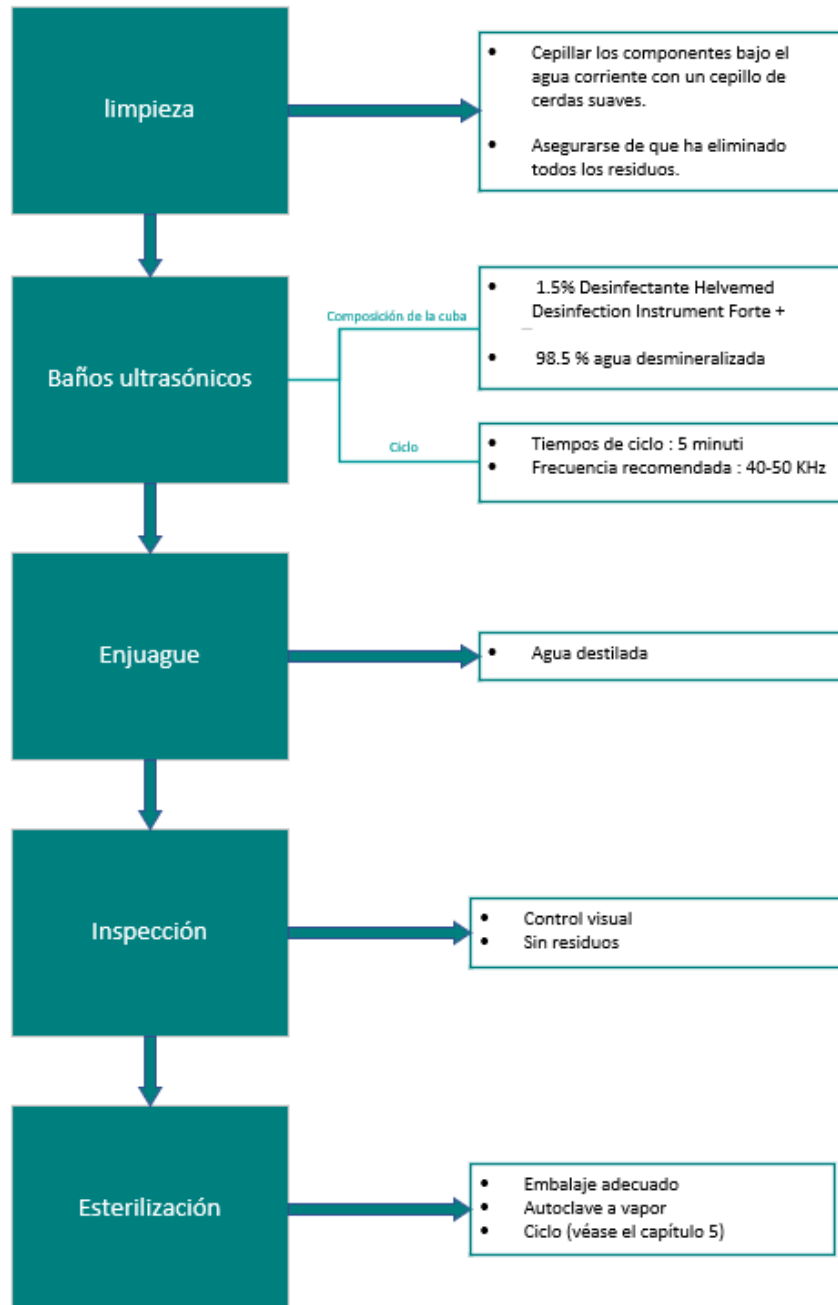 limpieza
• Cepillar los componentes bajo el
agua corriente con un cepillo de
cerdas suaves.
• Asegurarse de que ha eliminado
todos los residuos.
Baños ultrasónicos
Composición de la cuba
• 1.5% Desinfectante Helvemed
Desinfection Instrument Forte +
• 98.5 % agua desmineralizada
Ciclo
• Tiempos de ciclo : 5 minuti
• Frecuencia recomendada : 40-50 KHz
Enjuague
• Agua destilada
Inspección
• Control visual
• Sin residuos
Esterilización
• Embalaje adecuado
• Autoclave a vapor
• Ciclo (véase el capítulo 5)